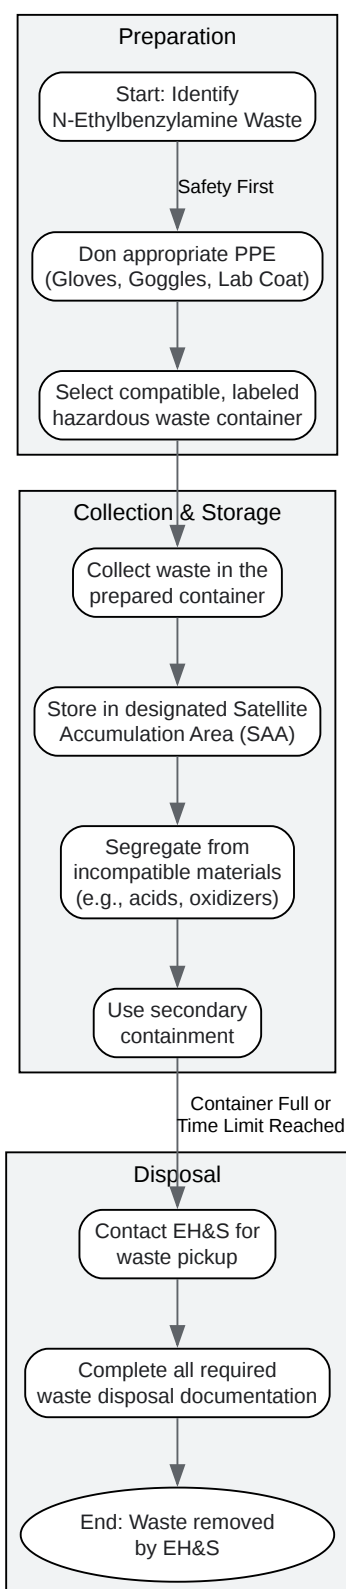 Preparation
Start: Identify
N-Ethylbenzylamine Waste
Safety First
Don appropriate PPE
(Gloves, Goggles, Lab Coat)
Select compatible, labeled
hazardous waste container
Collection & Storage
Collect waste in the
prepared container
Store in designated Satellite
Accumulation Area (SAA)
Segregate from
incompatible materials
(e.g., acids, oxidizers)
Use secondary
containment
Container Full or
Time Limit Reached
Disposal
Contact EH&S for
waste pickup
Complete all required
waste disposal documentation
End: Waste removed
by EH&S